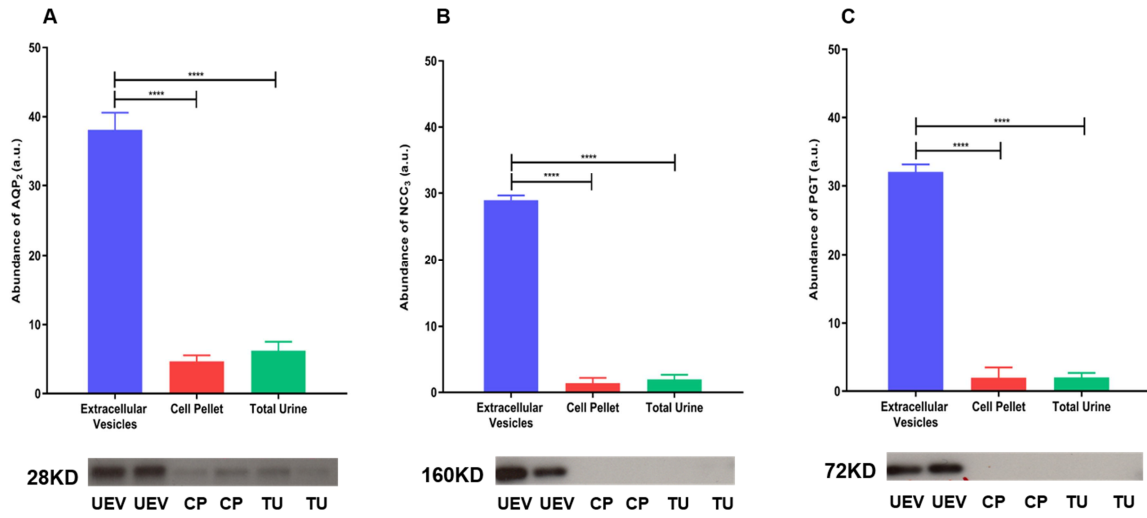 A
Abundance of AQP₂ (a.u.)
50
40
30
20
10
0
****
****
Extracellular
Vesicles
Cell Pellet
Total Urine
28KD
UEV UEV CP CP TU TU
B
Abundance of NCC₃ (a.u.)
50
40
30
20
10
0
****
****
Extracellular
Vesicles
Cell Pellet
Total Urine
160KD
UEV UEV CP CP TU TU
C
Abundance of PGT (a.u.)
50
40
30
20
10
0
****
****
Extracellular
Vesicles
Cell Pellet
Total Urine
72KD
UEV UEV CP CP TU TU